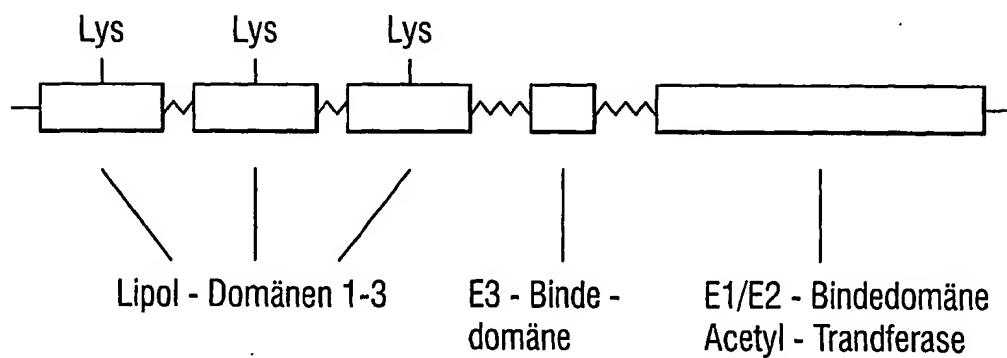 Lys Lys Lys
Lipol - Domänen 1-3
E3 - Binde -
domäne
E1/E2 - Bindedomäne
Acetyl - Trandferase